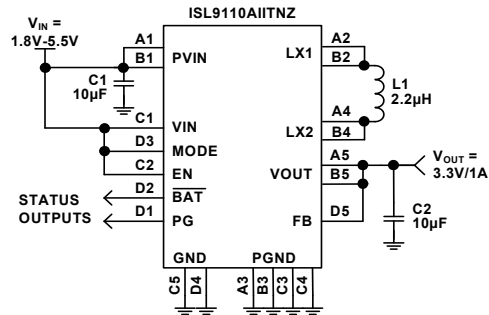 ISL9110AIITNZ
VIN =
1.8V-5.5V
A1
B1
PVIN
C1
10µF
C1
VIN
D3
MODE
C2
EN
D2
BAT
D1
PG
STATUS
OUTPUTS
LX1
A2
B2
L1
2.2µH
LX2
A4
B4
VOUT
A5
B5
VOUT =
3.3V/1A
FB
D5
C2
10µF
GND
PGND
C5
D4
A3
B3
C3
C4